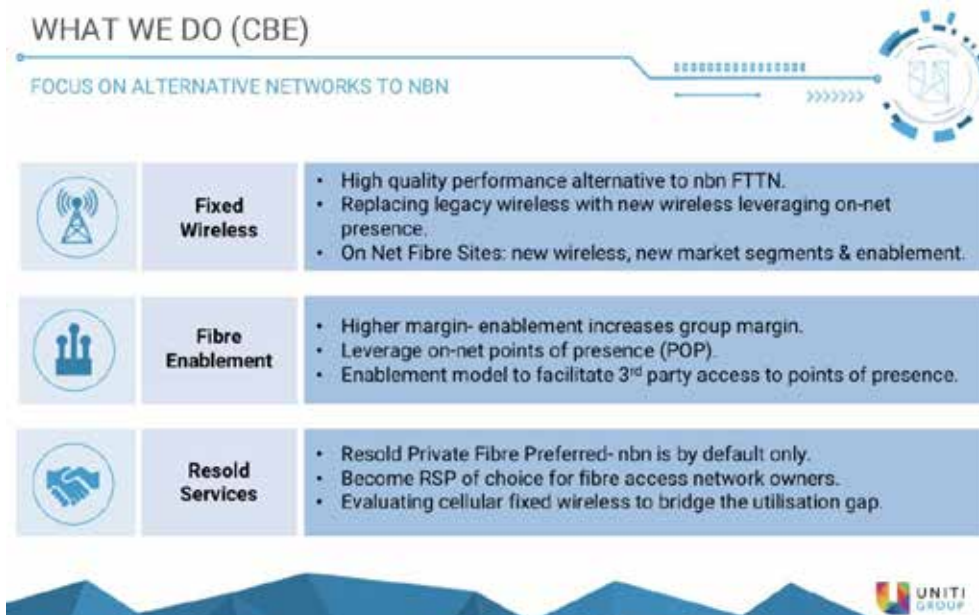 WHAT WE DO (CBE)
FOCUS ON ALTERNATIVE NETWORKS TO NBN
Fixed
Wireless
• High quality performance alternative to nbn FTTN.
• Replacing legacy wireless with new wireless leveraging on-net
presence.
• On Net Fibre Sites: new wireless, new market segments & enablement.
Fibre
Enablement
• Higher margin- enablement increases group margin.
• Leverage on-net points of presence (POP).
• Enablement model to facilitate 3rd party access to points of presence.
Resold
Services
• Resold Private Fibre Preferred- nbn is by default only.
• Become RSP of choice for fibre access network owners.
• Evaluating cellular fixed wireless to bridge the utilisation gap.
UNITI
GROUP